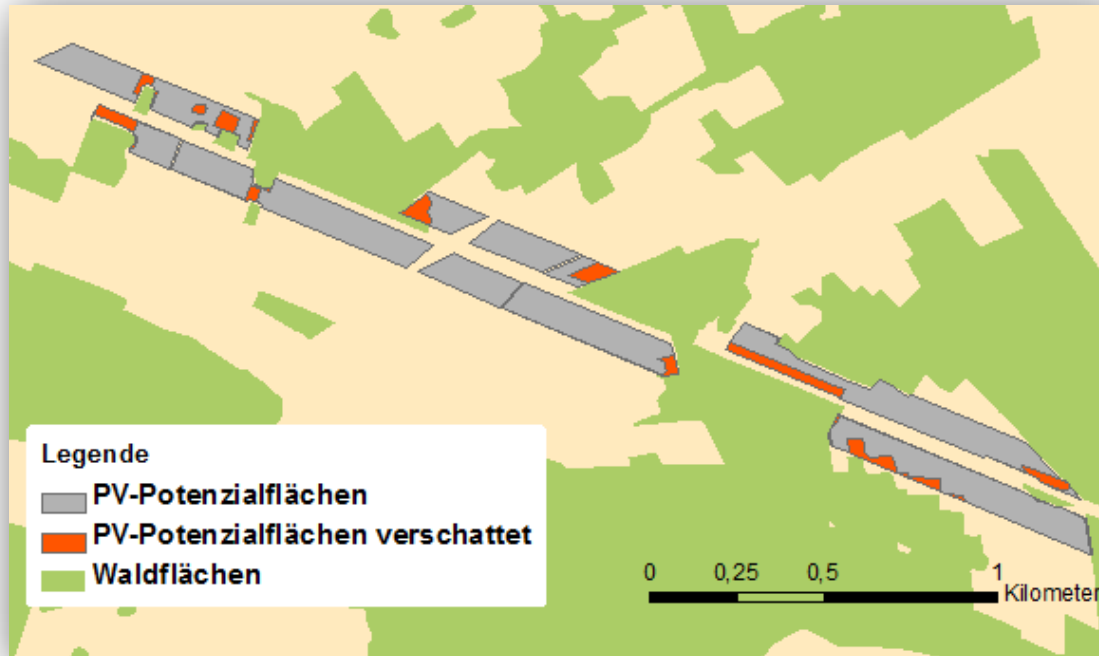 Legende
PV-Potenzialflächen
PV-Potenzialflächen verschattet
Waldflächen
0 0,25 0,5 1
Kilometer